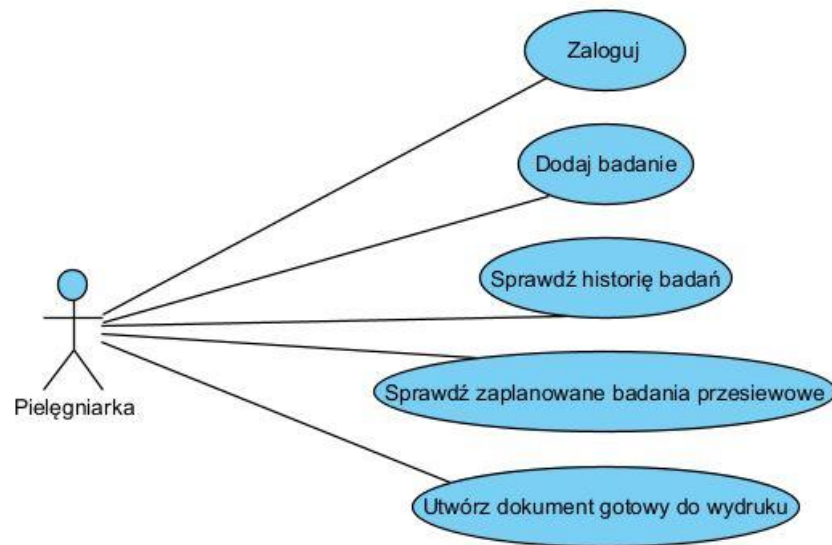 Zaloguj
Dodaj badanie
Sprawdź historię badań
Sprawdź zaplanowane badania przesiewowe
Pielęgniarka
Utwórz dokument gotowy do wydruku